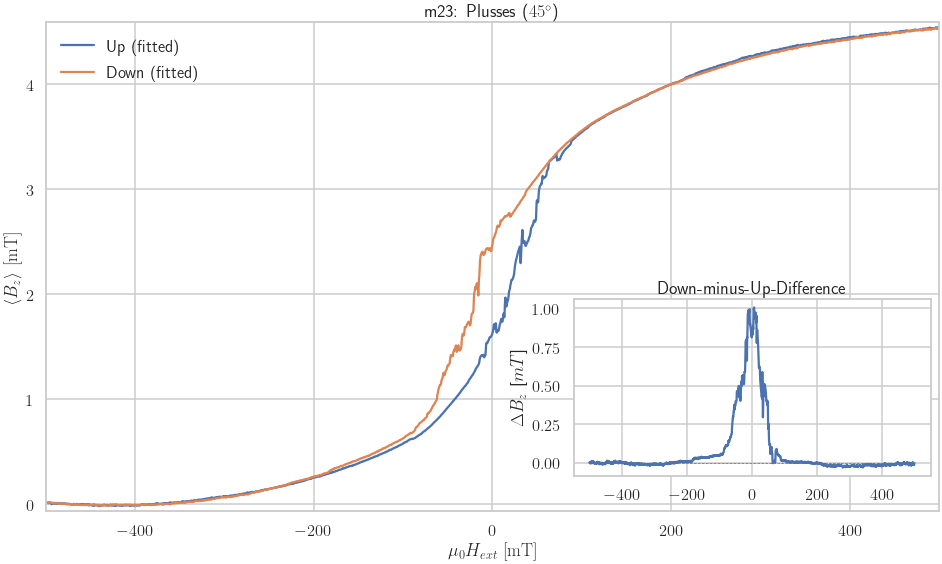 m23: Plusses (45°)
Up (fitted)
Down (fitted)
⟨B_z⟩ [mT]
4
3
2
1
0
−400
−200
0
200
400
μ₀H_ext [mT]
Down-minus-Up-Difference
ΔB_z [mT]
1.00
0.75
0.50
0.25
0.00
−400
−200
0
200
400